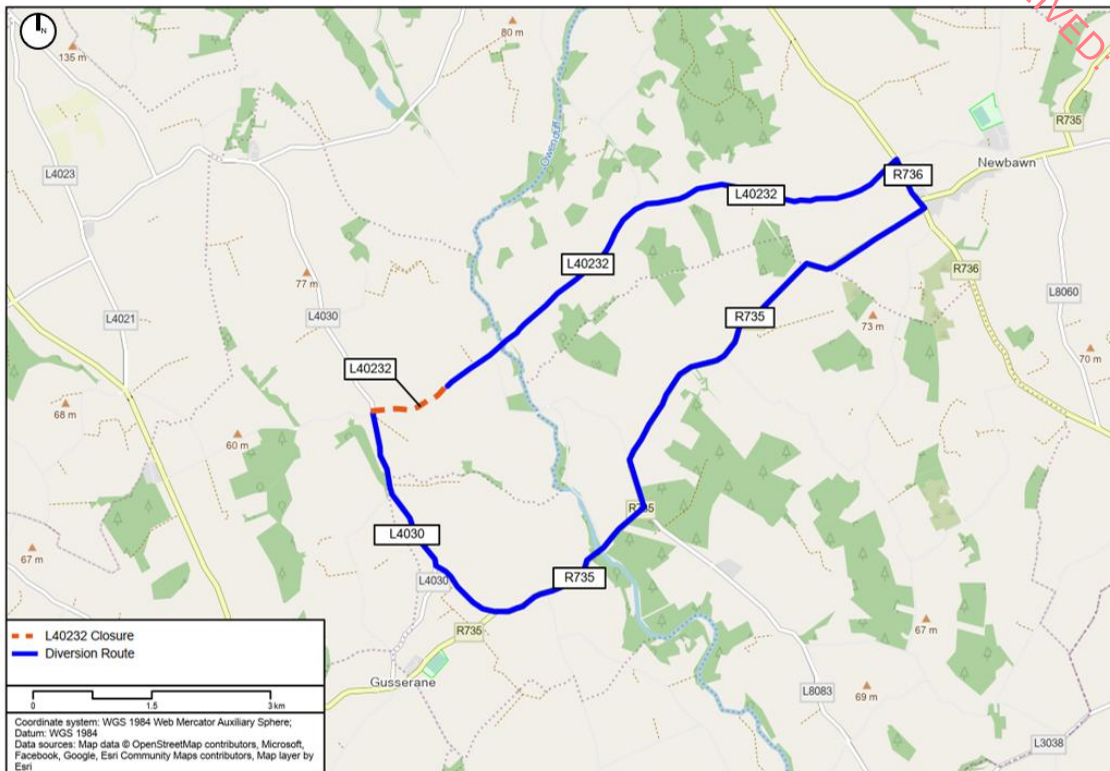 N
80 m
IVED:
135 m
R735
Owenduff
Newbawn
L4023
R736
L40232
L40232
R736
77 m
L4030
L8060
L4021
R735
73 m
70 m
L40232
68 m
60 m
R735
L4030
67 m
L4030
R735
R735
67 m
Gusserane
L8083
69 m
L3038
L40232 Closure
Diversion Route
0 1.5 3 km
Coordinate system: WGS 1984 Web Mercator Auxiliary Sphere;
Datum: WGS 1984
Data sources: Map data © OpenStreetMap contributors, Microsoft,
Facebook, Google, Esri Community Maps contributors, Map layer by
Esri